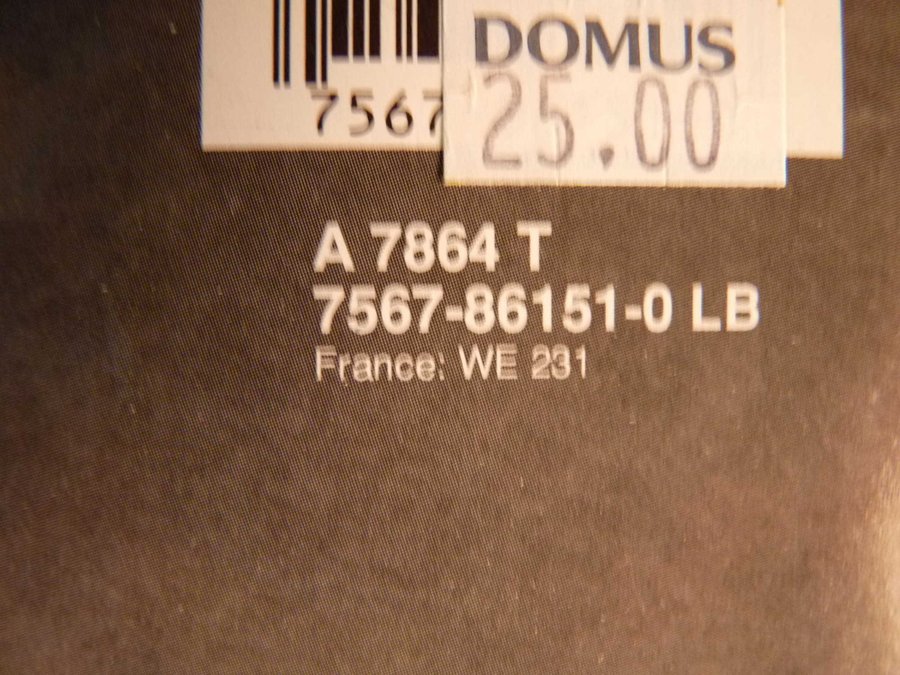 DOMUS
25.00
7567
A 7864 T
7567-86151-0 LB
France: WE 231